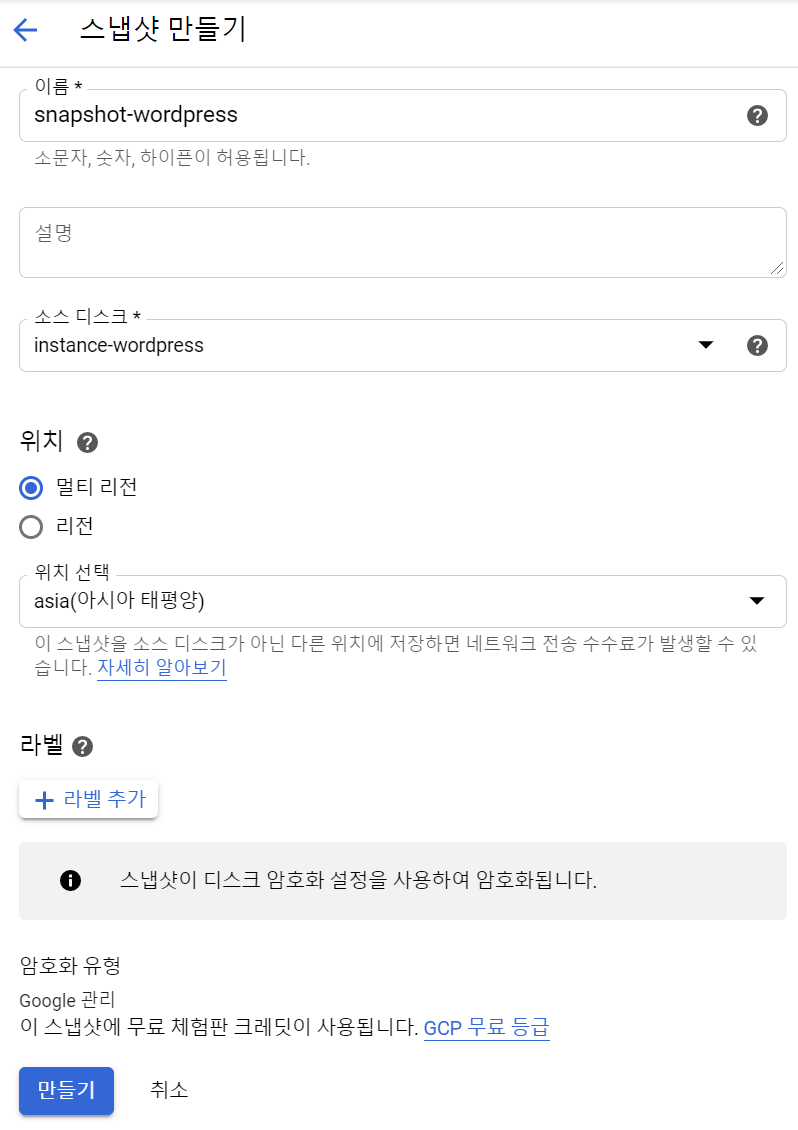 스냅샷 만들기
이름 *
snapshot-wordpress
소문자, 숫자, 하이픈이 허용됩니다.
설명
소스 디스크 *
instance-wordpress
위치
멀티 리전
리전
위치 선택
asia(아시아 태평양)
이 스냅샷을 소스 디스크가 아닌 다른 위치에 저장하면 네트워크 전송 수수료가 발생할 수 있
습니다. 자세히 알아보기
라벨
+ 라벨 추가
스냅샷이 디스크 암호화 설정을 사용하여 암호화됩니다.
암호화 유형
Google 관리
이 스냅샷에 무료 체험판 크레딧이 사용됩니다. GCP 무료 등급
만들기 취소